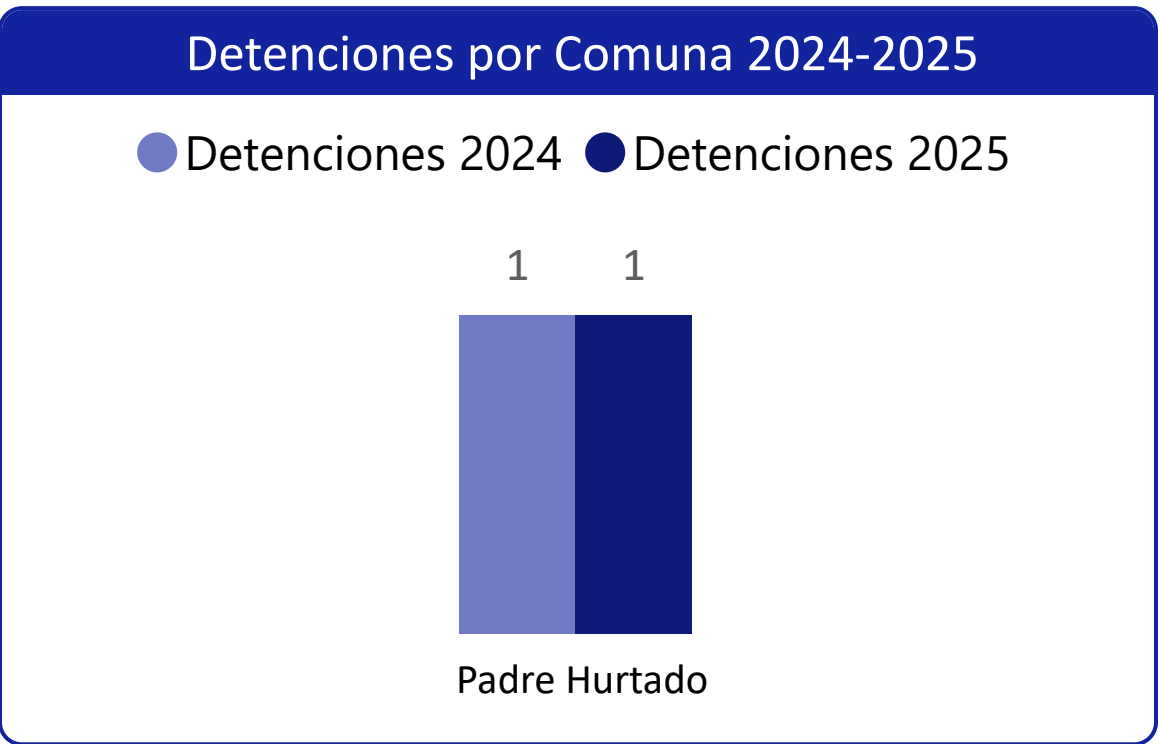 Detenciones por Comuna 2024-2025
Detenciones 2024 Detenciones 2025
1 1
Padre Hurtado